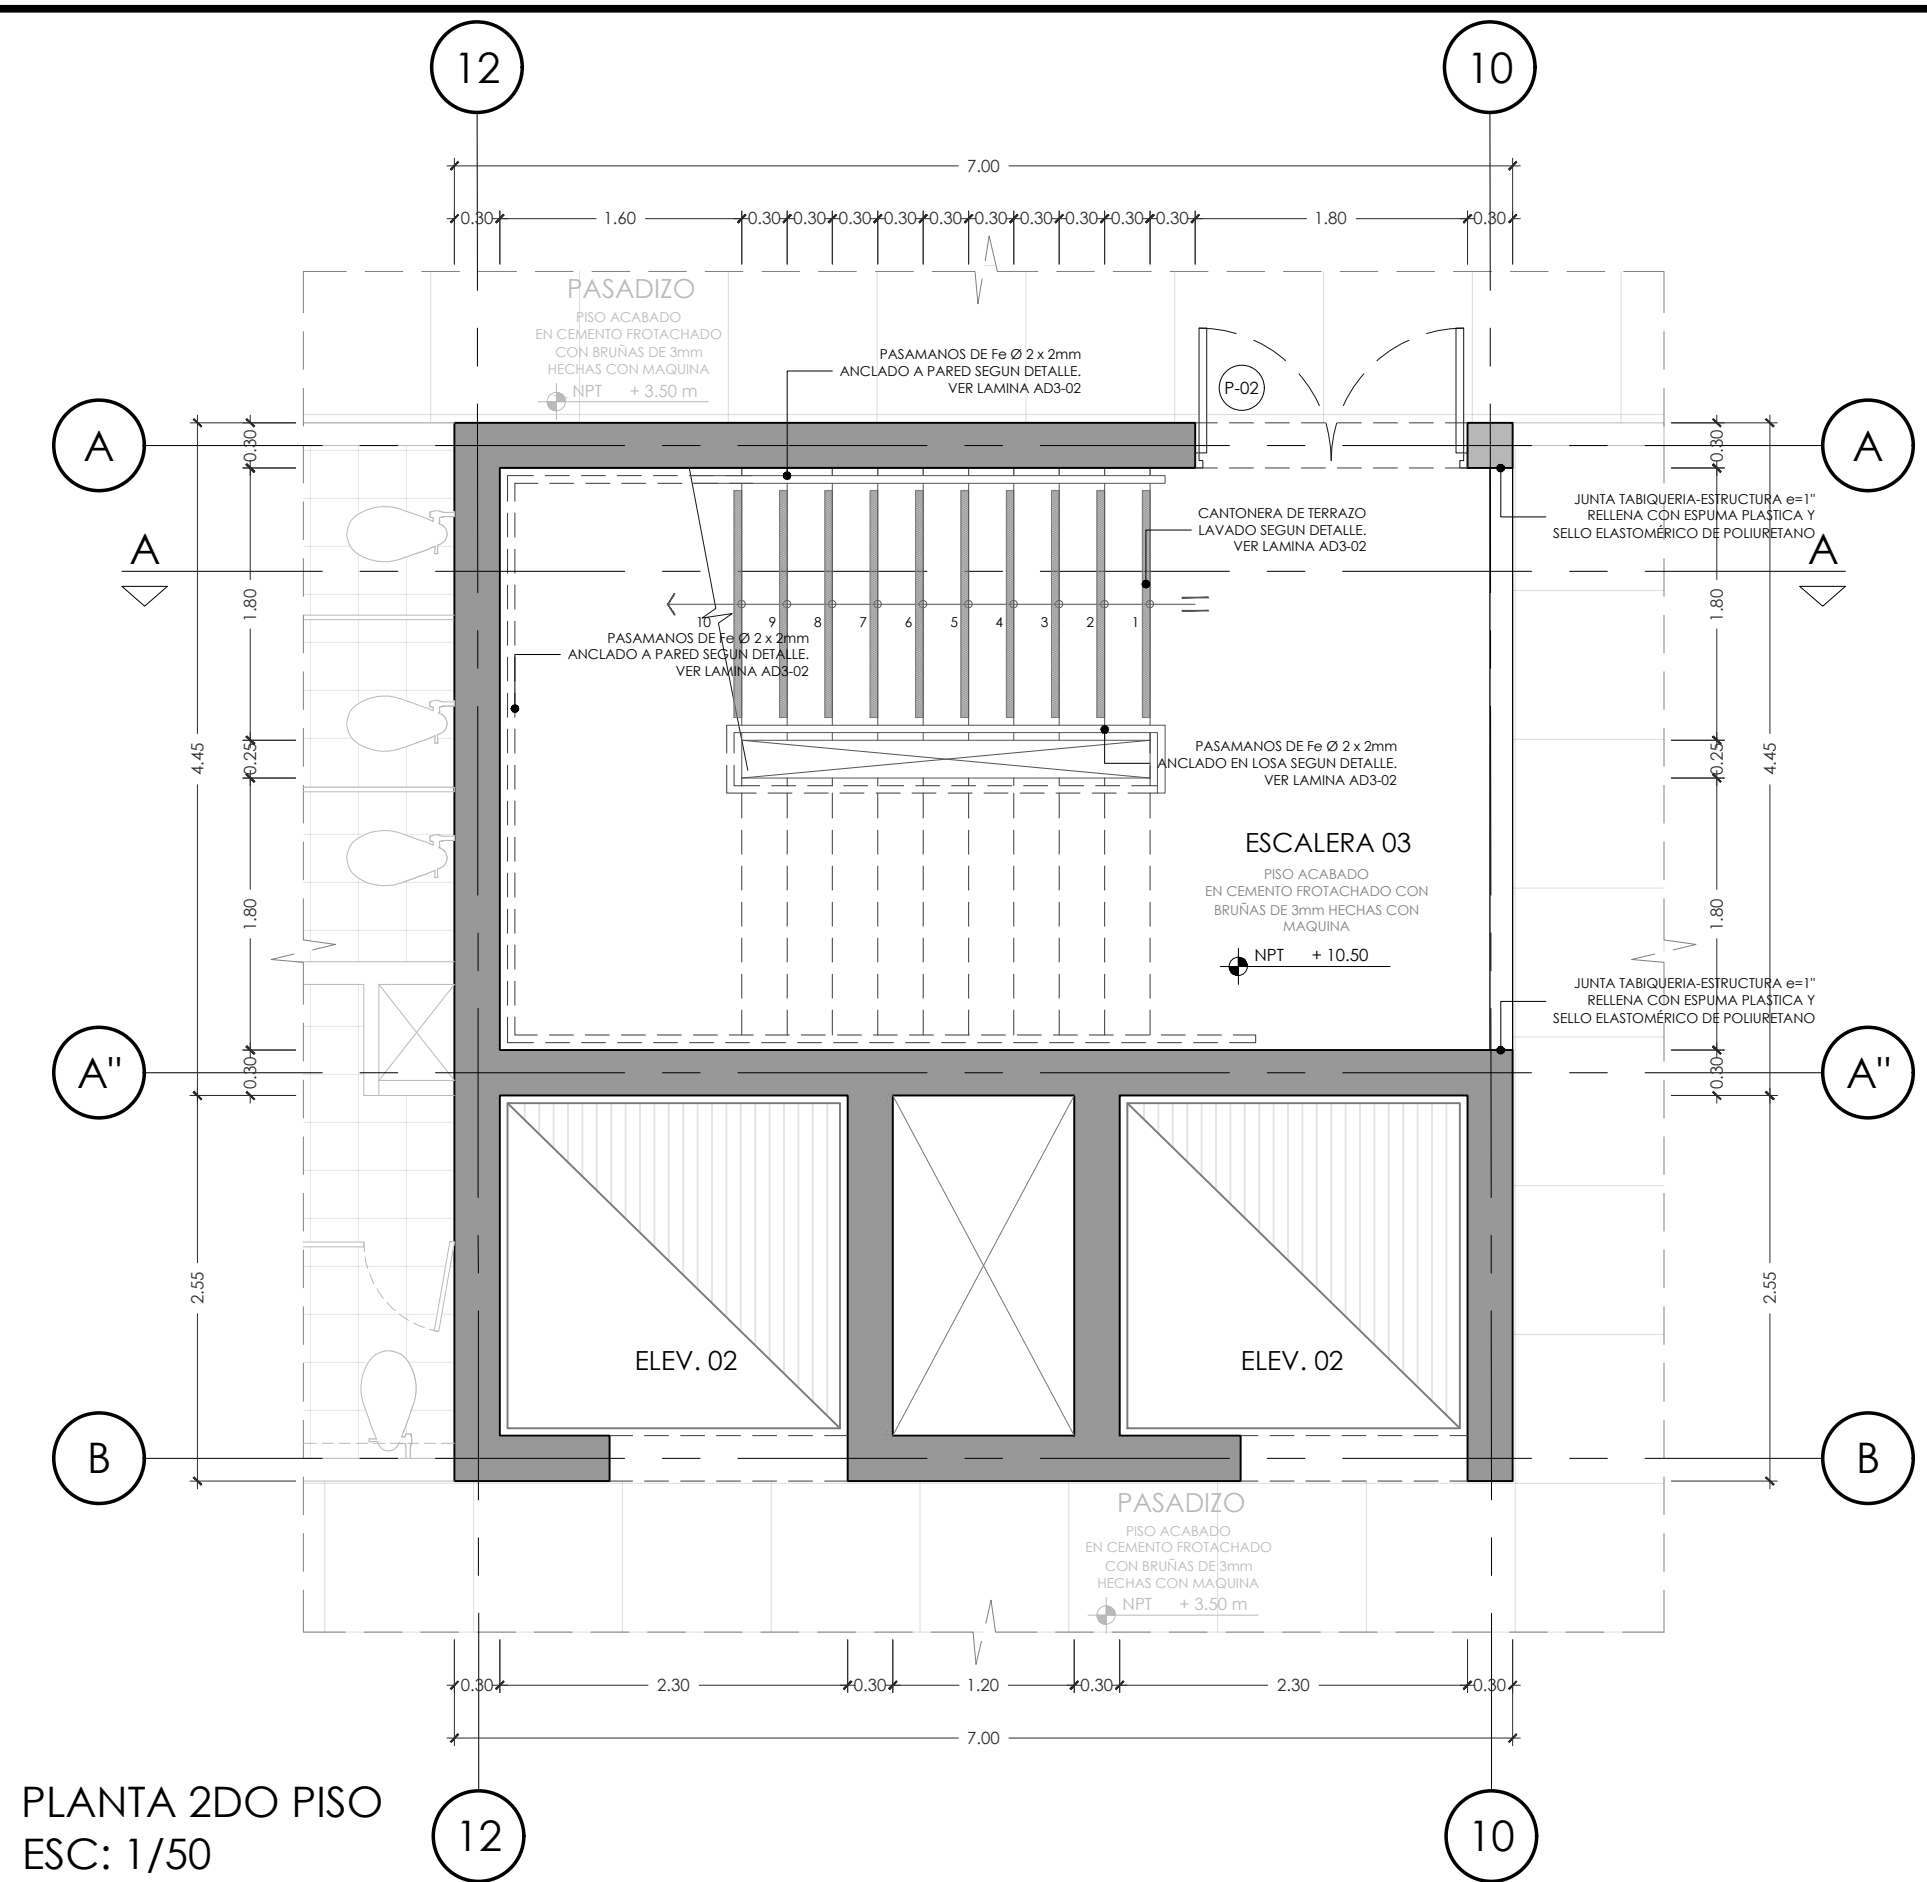 12
10
7.00
0.30
1.60
0.30
0.30
0.30
0.30
0.30
0.30
0.30
0.30
0.30
0.30
1.80
0.30
PASADIZO
PISO ACABADO
EN CEMENTO FROTACHADO
CON BRUÑAS DE 3mm
HECHAS CON MAQUINA
NPT + 3.50 m
PASAMANOS DE Fe Ø 2 x 2mm
ANCLADO A PARED SEGUN DETALLE.
VER LAMINA AD3-02
P-02
A
A
0.30
0.30
JUNTA TABIQUERIA-ESTRUCTURA e=1"
RELLENA CON ESPUMA PLASTICA Y
SELLO ELASTOMÉRICO DE POLIURETANO
CANTONERA DE TERRAZO
LAVADO SEGUN DETALLE.
VER LAMINA AD3-02
A
A
1.80
1.80
10
9
8
7
6
5
4
3
2
1
PASAMANOS DE Fe Ø 2 x 2mm
ANCLADO A PARED SEGUN DETALLE.
VER LAMINA AD3-02
4.45
0.25
0.25
4.45
PASAMANOS DE Fe Ø 2 x 2mm
ANCLADO EN LOSA SEGUN DETALLE.
VER LAMINA AD3-02
ESCALERA 03
PISO ACABADO
EN CEMENTO FROTACHADO CON
BRUÑAS DE 3mm HECHAS CON
MAQUINA
NPT + 10.50
1.80
1.80
JUNTA TABIQUERIA-ESTRUCTURA e=1"
RELLENA CON ESPUMA PLASTICA Y
SELLO ELASTOMÉRICO DE POLIURETANO
A"
A"
0.30
0.30
2.55
2.55
ELEV. 02
ELEV. 02
B
B
PASADIZO
PISO ACABADO
EN CEMENTO FROTACHADO
CON BRUÑAS DE 3mm
HECHAS CON MAQUINA
NPT + 3.50 m
0.30
2.30
0.30
1.20
0.30
2.30
0.30
7.00
PLANTA 2DO PISO
ESC: 1/50
12
10